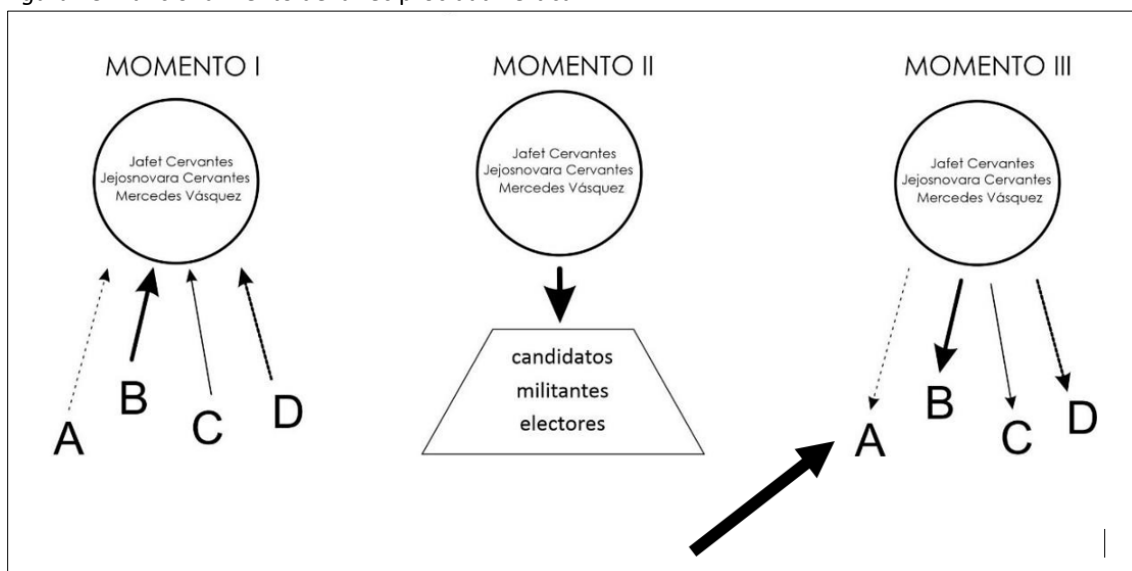 MOMENTO I
Jafet Cervantes
Jejosnovara Cervantes
Mercedes Vásquez
A
B
C
D
MOMENTO II
Jafet Cervantes
Jejosnovara Cervantes
Mercedes Vásquez
candidatos
militantes
electores
MOMENTO III
Jafet Cervantes
Jejosnovara Cervantes
Mercedes Vásquez
A
B
C
D